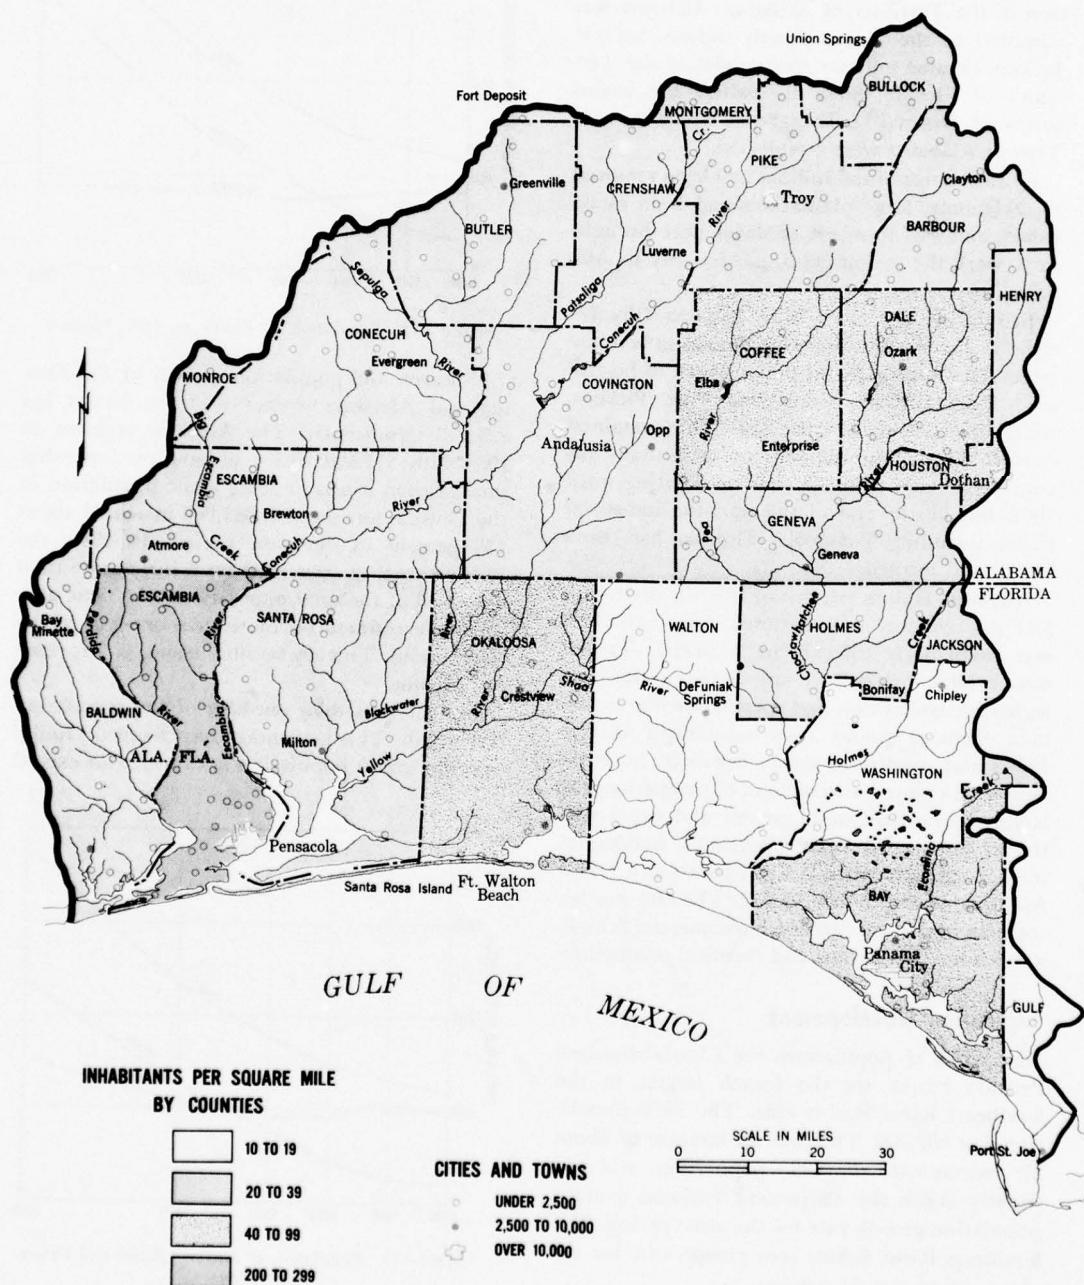 Union Springs
BULLOCK
Fort Deposit
MONTGOMERY
Cr.
PIKE
Greenville
CRENSHAW
Troy
Clayton
River
BUTLER
BARBOUR
Luverne
Sepulga
Patsaliga
HENRY
Conecuh
DALE
CONECUH
COFFEE
Ozark
Evergreen
River
MONROE
COVINGTON
Elba
Big
Opp
Andalusia
River
Enterprise
Escambia
ESCAMBIA
HOUSTON
River
Dothan
Brewton
River
GENEVA
Pea
Atmore
Creek
Conecuh
Geneva
ALABAMA
FLORIDA
ESCAMBIA
SANTA ROSA
Bay
Minette
Perdido
River
River
OKALOOSA
WALTON
Choctawhatchee
HOLMES
Creek
JACKSON
Shoal
River
DeFuniak
Springs
Bonifay
Chipley
Crestview
River
BALDWIN
River
Blackwater
Escambia
ALA.
FLA.
Milton
Yellow
Holmes
WASHINGTON
Creek
Pensacola
Econfina
Santa Rosa Island
Ft. Walton
Beach
BAY
Panama
City
GULF OF MEXICO
GULF
Port St. Joe
INHABITANTS PER SQUARE MILE
BY COUNTIES
10 TO 19
20 TO 39
40 TO 99
200 TO 299
CITIES AND TOWNS
UNDER 2,500
2,500 TO 10,000
OVER 10,000
SCALE IN MILES
0 10 20 30